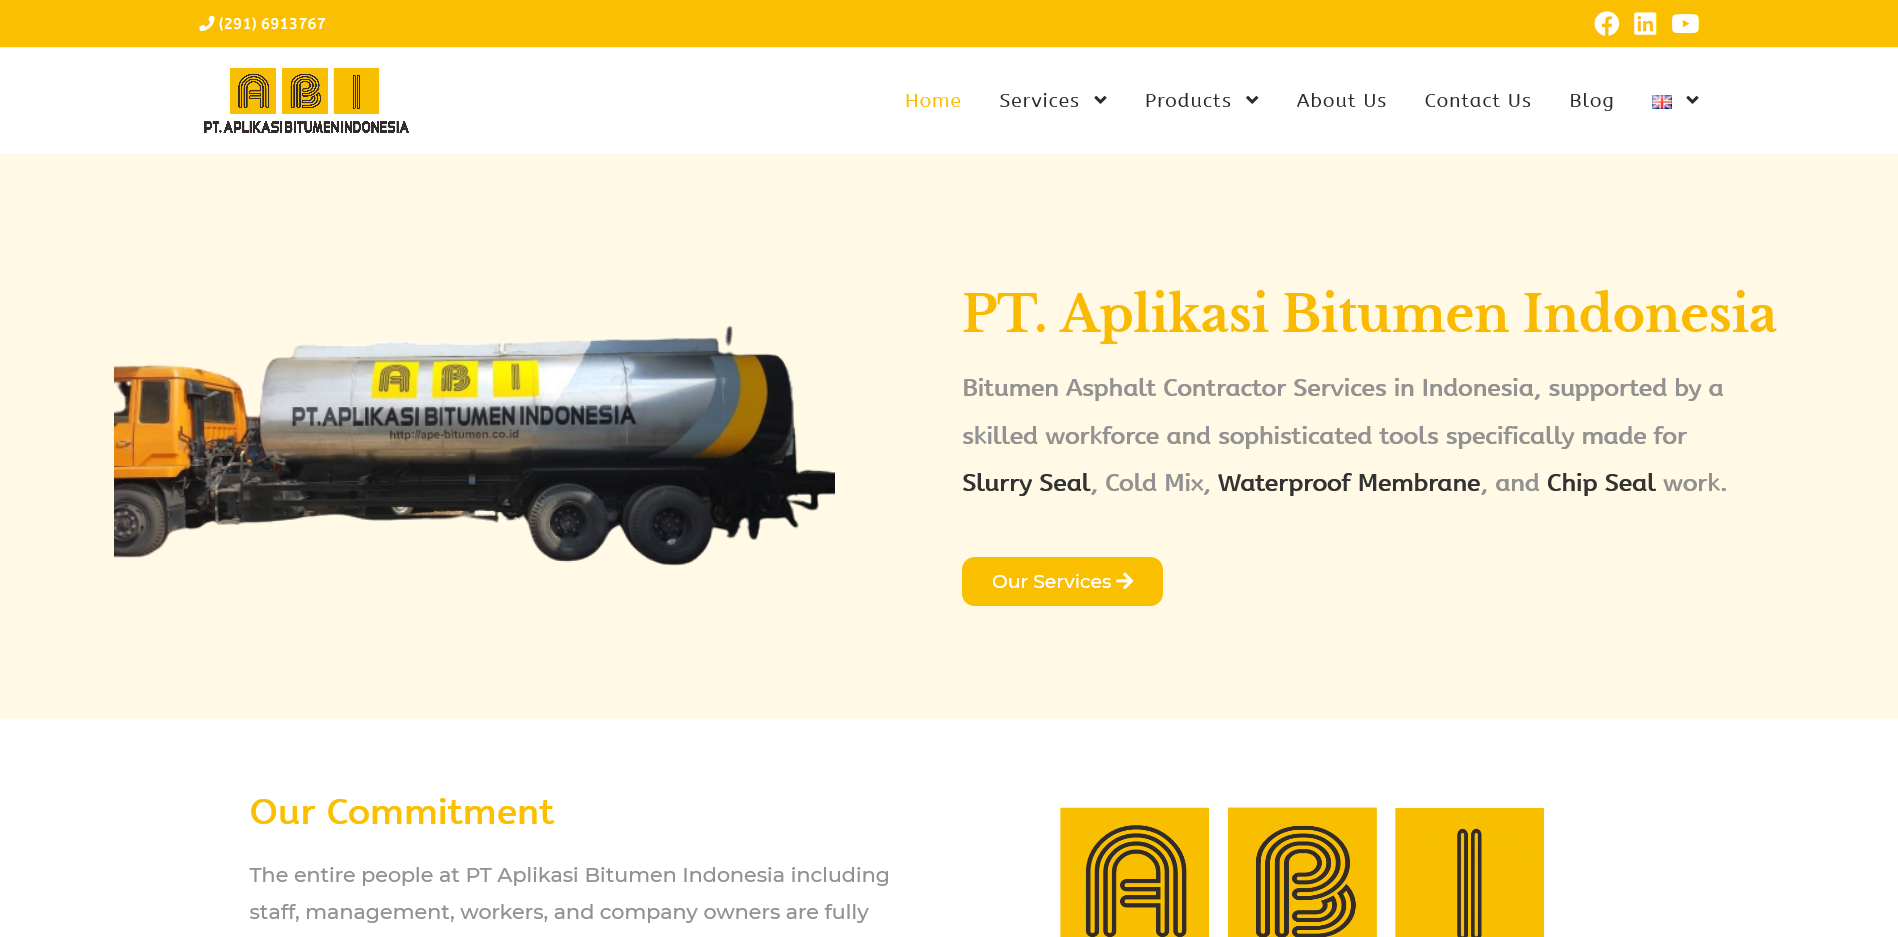 (291) 6913767
ABI
PT. APLIKASI BITUMEN INDONESIA
Home Services Products About Us Contact Us Blog
ABI
PT.APLIKASI BITUMEN INDONESIA
http://ape-bitumen.co.id
PT. Aplikasi Bitumen Indonesia
Bitumen Asphalt Contractor Services in Indonesia, supported by a
skilled workforce and sophisticated tools specifically made for
Slurry Seal, Cold Mix, Waterproof Membrane, and Chip Seal work.
Our Services
Our Commitment
The entire people at PT Aplikasi Bitumen Indonesia including
staff, management, workers, and company owners are fully
ABI